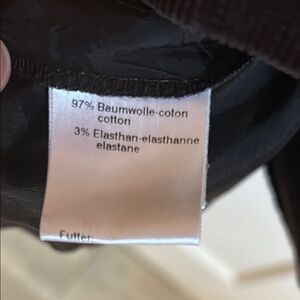 97% Baumwolle-coton
cotton
3% Elasthan-elasthanne
elastane
Futter